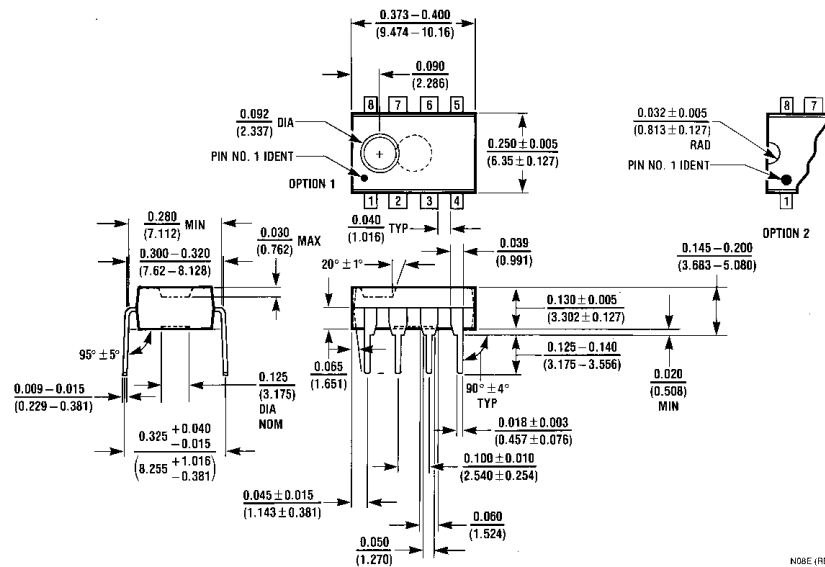 0.373 – 0.400
(9.474 – 10.16)
0.090
(2.286)
8 7 6 5
0.092
(2.337)
DIA
PIN NO. 1 IDENT
OPTION 1
1 2 3 4
0.250 ± 0.005
(6.35 ± 0.127)
0.032 ± 0.005
(0.813 ± 0.127)
RAD
PIN NO. 1 IDENT
8 7
1
OPTION 2
0.280
(7.112)
MIN
0.300 – 0.320
(7.62 – 8.128)
0.030
(0.762)
MAX
0.040
(1.016)
TYP
0.039
(0.991)
20° ± 1°
0.145 – 0.200
(3.683 – 5.080)
0.130 ± 0.005
(3.302 ± 0.127)
0.125 – 0.140
(3.175 – 3.556)
0.020
(0.508)
MIN
95° ± 5°
0.065
(1.651)
90° ± 4°
TYP
0.009 – 0.015
(0.229 – 0.381)
0.125
(3.175)
DIA
NOM
0.018 ± 0.003
(0.457 ± 0.076)
0.325 +0.040 −0.015
(8.255 +1.016 −0.381)
0.100 ± 0.010
(2.540 ± 0.254)
0.045 ± 0.015
(1.143 ± 0.381)
0.060
(1.524)
0.050
(1.270)
N08E